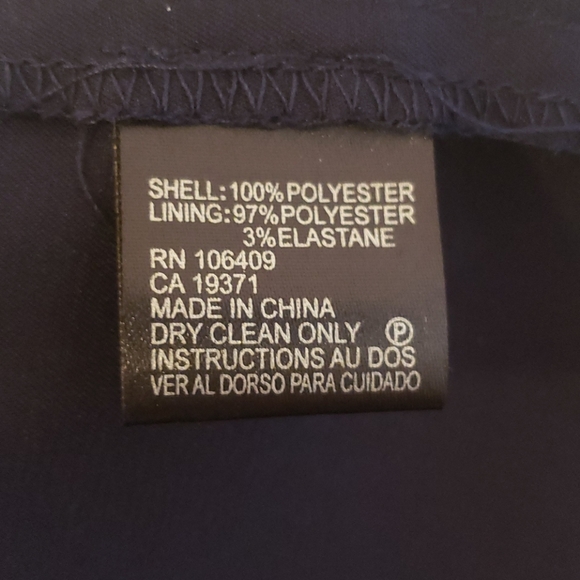 SHELL:100%POLYESTER
LINING:97%POLYESTER
3%ELASTANE
RN 106409
CA 19371
MADE IN CHINA
DRY CLEAN ONLY Ⓟ
INSTRUCTIONS AU DOS
VER AL DORSO PARA CUIDADO